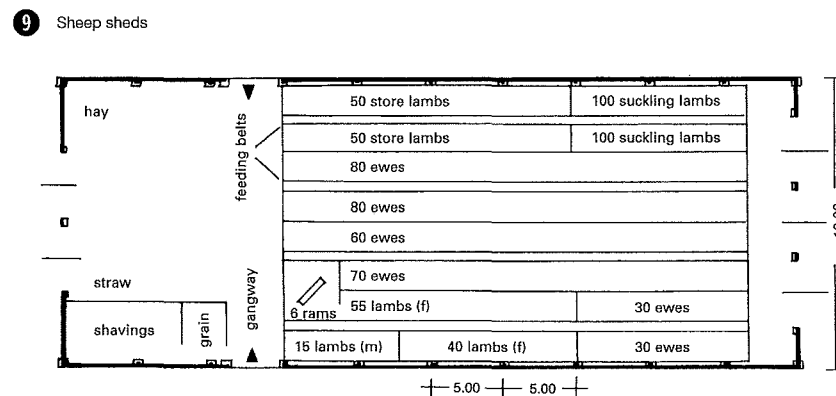 9 Sheep sheds
hay
feeding belts
50 store lambs
100 suckling lambs
50 store lambs
100 suckling lambs
80 ewes
80 ewes
60 ewes
70 ewes
straw
gangway
6 rams
55 lambs (f)
30 ewes
shavings
grain
15 lambs (m)
40 lambs (f)
30 ewes
5.00
5.00